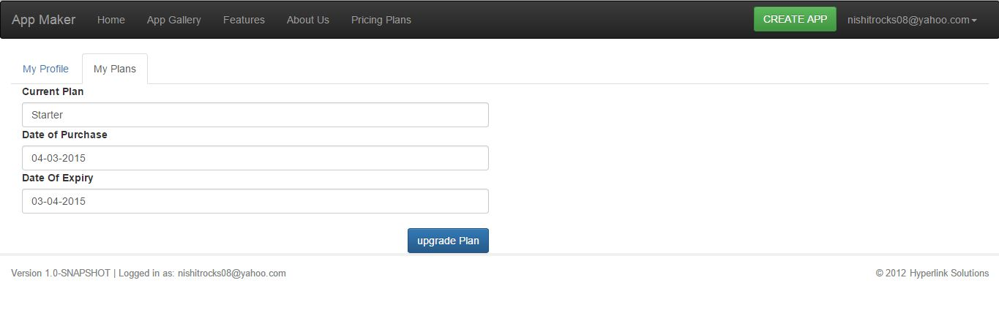 App Maker Home App Gallery Features About Us Pricing Plans CREATE APP nishitrocks08@yahoo.com
My Profile My Plans
Current Plan
Starter
Date of Purchase
04-03-2015
Date Of Expiry
03-04-2015
upgrade Plan
Version 1.0-SNAPSHOT | Logged in as: nishitrocks08@yahoo.com © 2012 Hyperlink Solutions